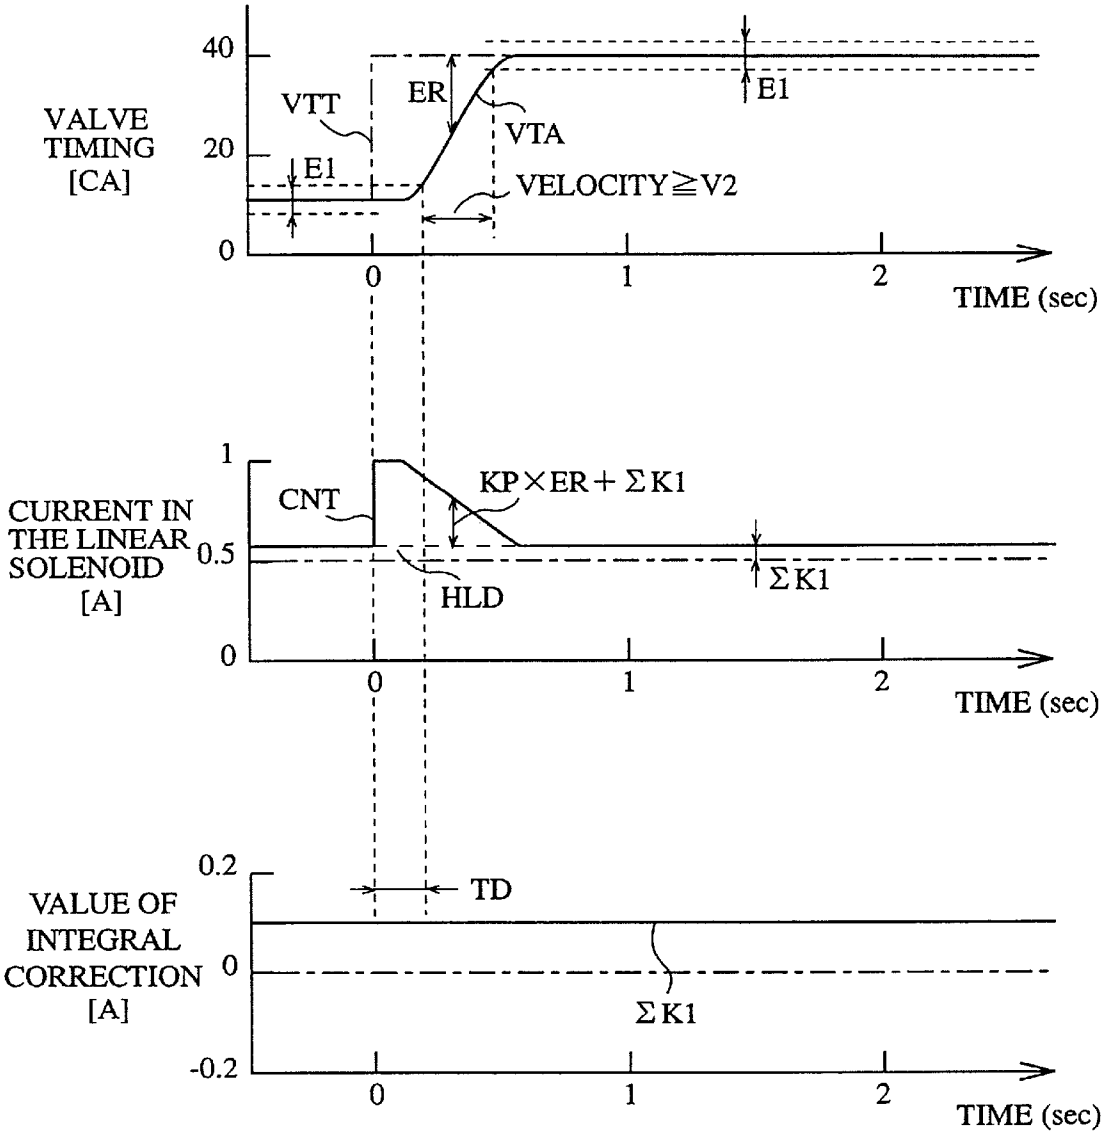 40
VTT
ER
VTA
E1
VALVE
TIMING
[CA]
20
E1
VELOCITY≧V2
0
0
1
2
TIME (sec)
1
CNT
KP×ER+ΣK1
CURRENT IN
THE LINEAR
SOLENOID
[A]
0.5
HLD
ΣK1
0
0
1
2
TIME (sec)
0.2
TD
VALUE OF
INTEGRAL
CORRECTION
[A]
0
ΣK1
-0.2
0
1
2
TIME (sec)